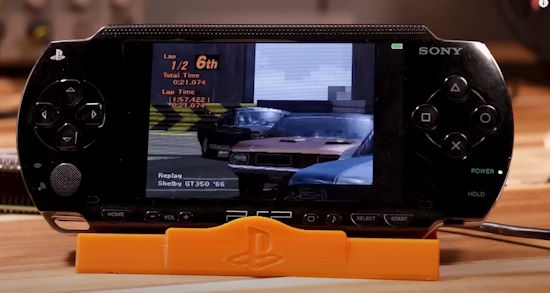 SONY
Lap
1/2 6th
Total Time
0:21.074
Lap Time
[1:57.422]
0:21.074
Replay
Shelby GT350 '66
POWER
HOLD
HOME
VOL
PSP
SELECT
START